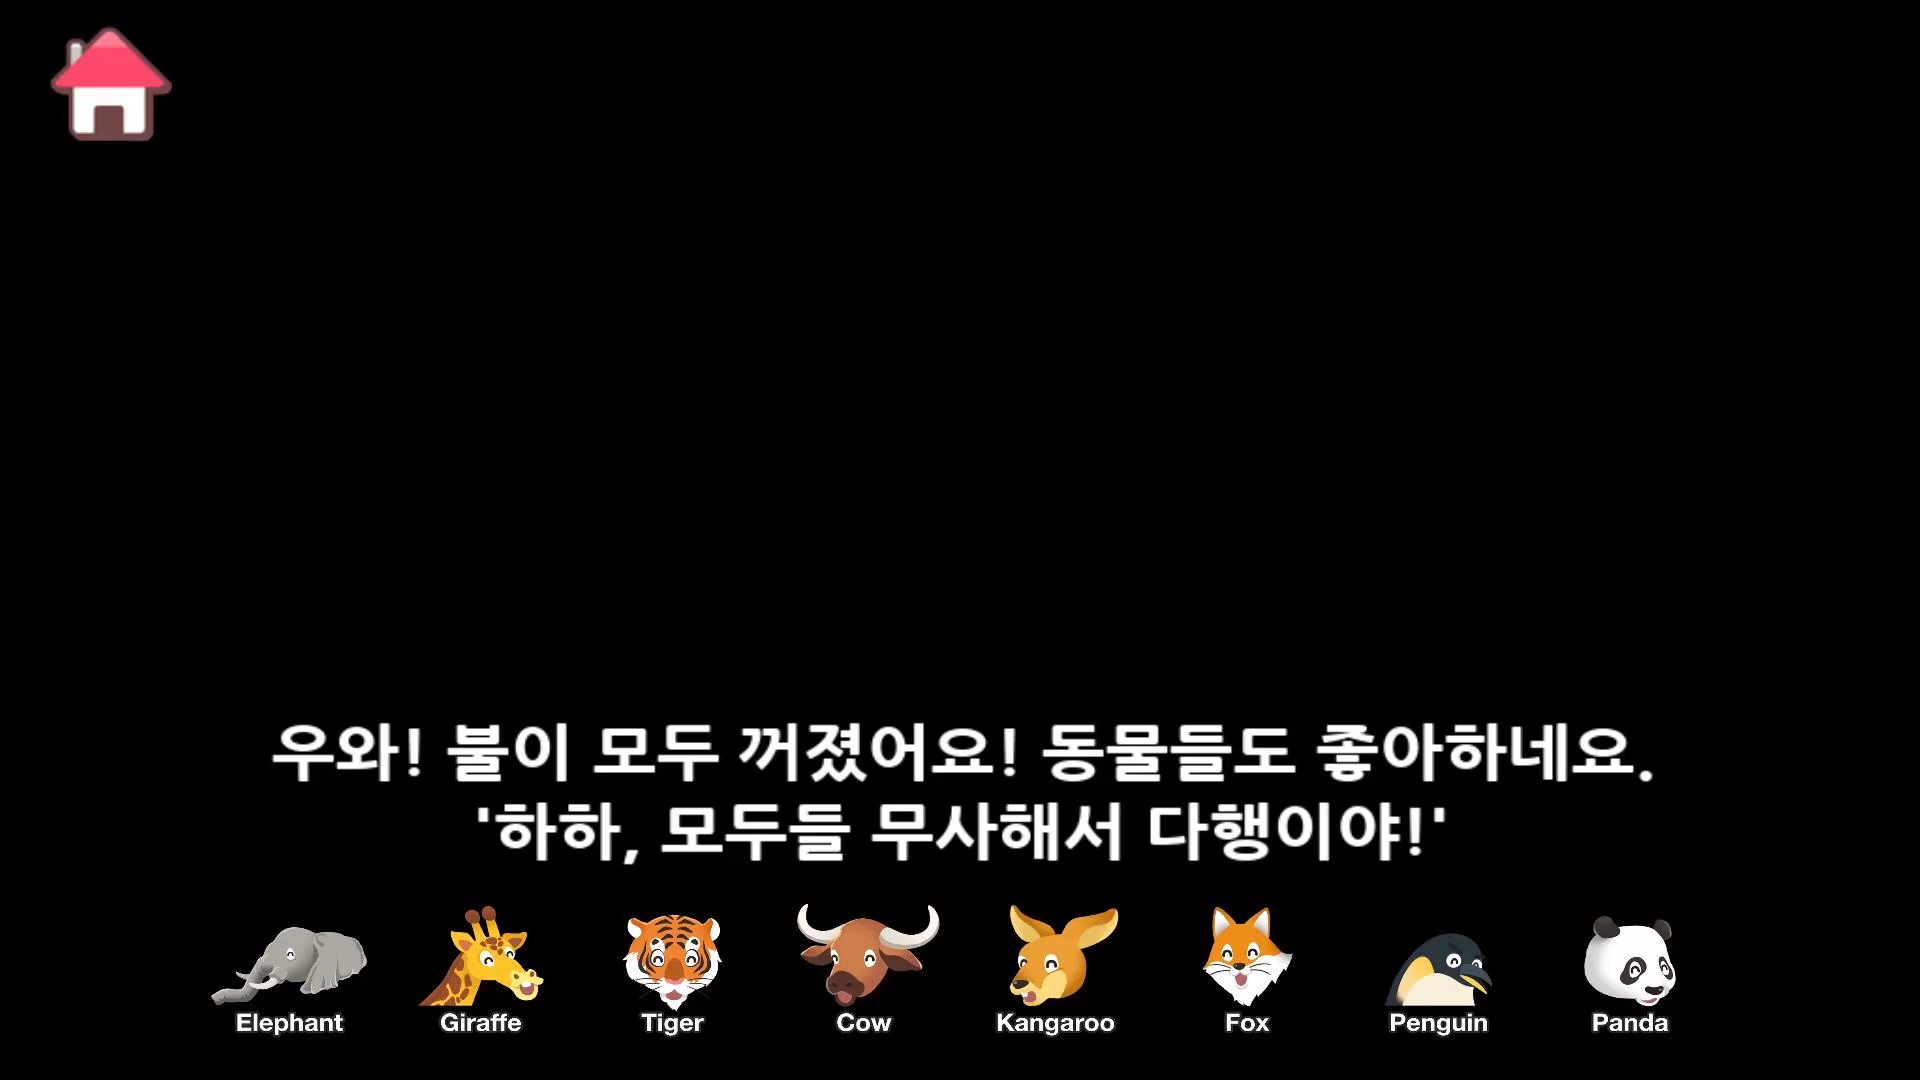 우와! 불이 모두 꺼졌어요! 동물들도 좋아하네요.
'하하, 모두들 무사해서 다행이야!'
Elephant Giraffe Tiger Cow Kangaroo Fox Penguin Panda